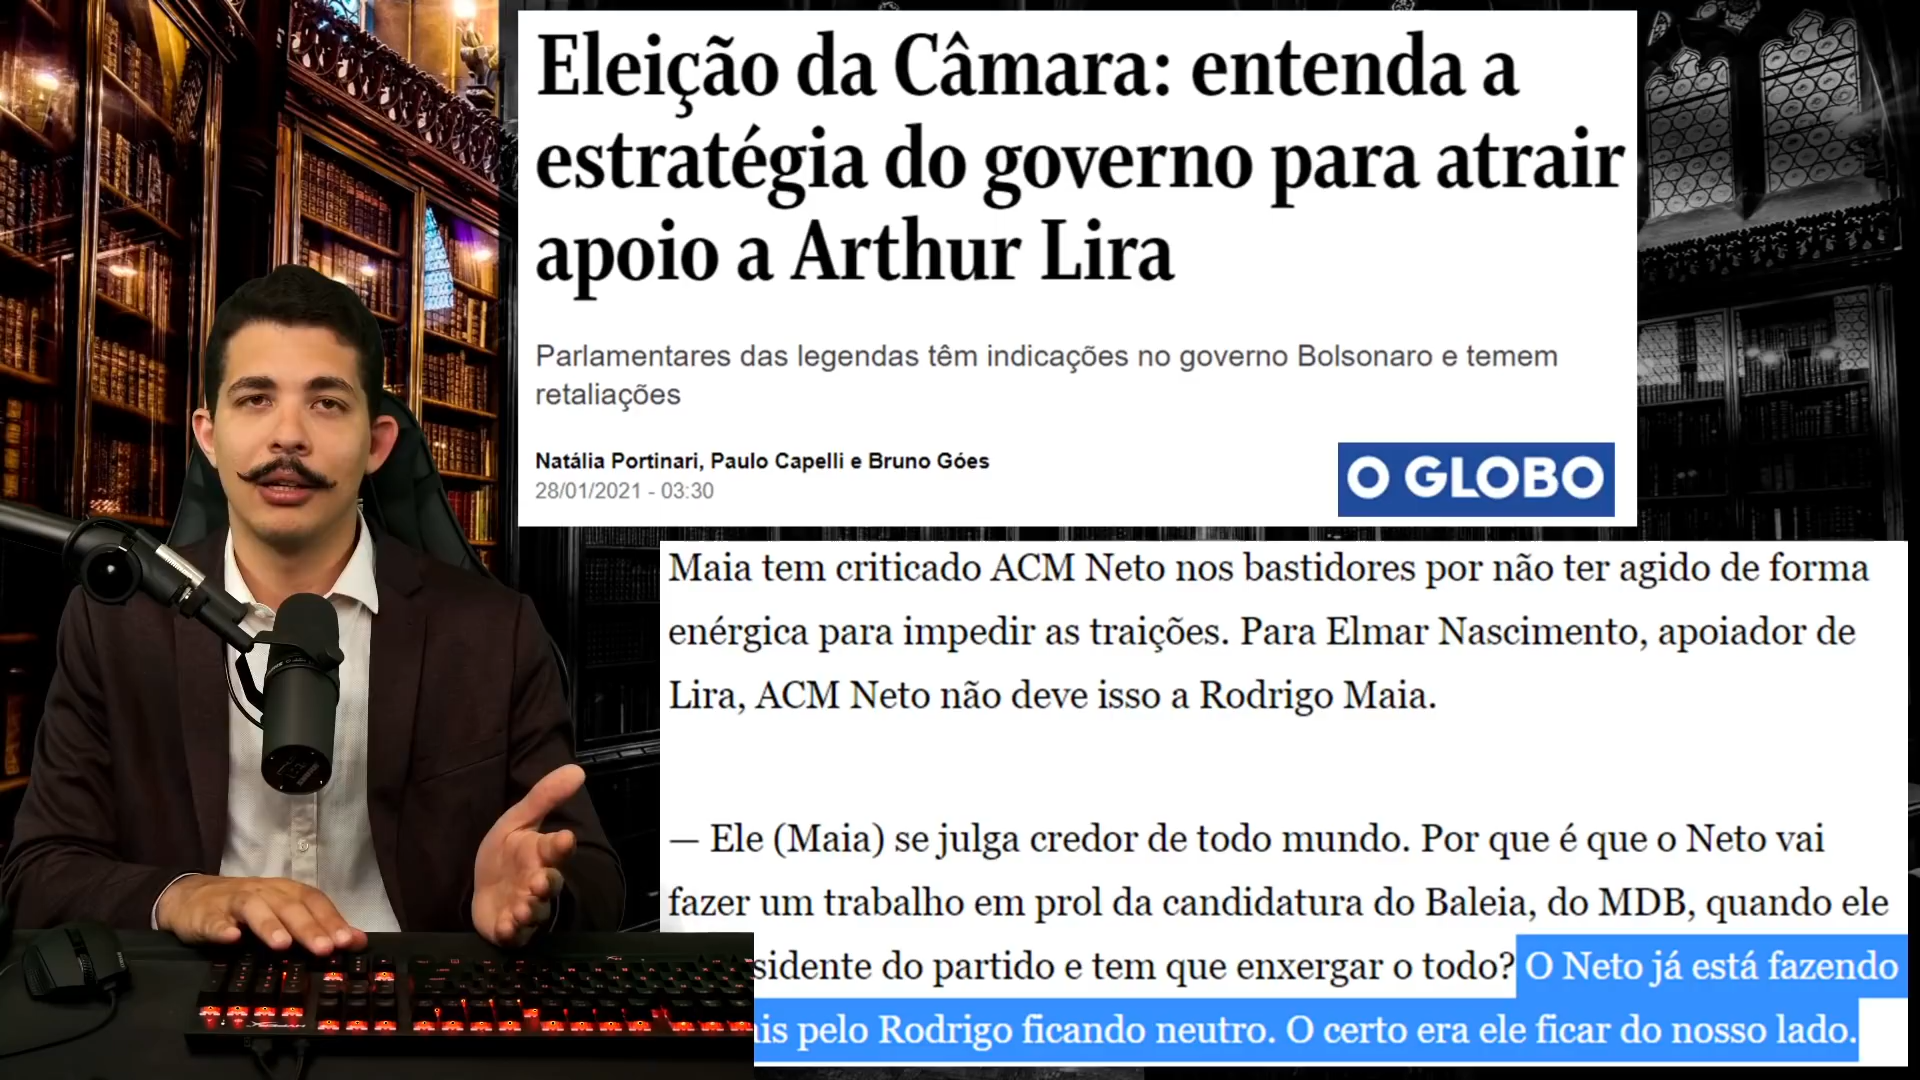 Eleição da Câmara: entenda a
estratégia do governo para atrair
apoio a Arthur Lira
Parlamentares das legendas têm indicações no governo Bolsonaro e temem
retaliações
Natália Portinari, Paulo Capelli e Bruno Góes
28/01/2021 - 03:30
O GLOBO
Maia tem criticado ACM Neto nos bastidores por não ter agido de forma
enérgica para impedir as traições. Para Elmar Nascimento, apoiador de
Lira, ACM Neto não deve isso a Rodrigo Maia.
— Ele (Maia) se julga credor de todo mundo. Por que é que o Neto vai
fazer um trabalho em prol da candidatura do Baleia, do MDB, quando ele
sidente do partido e tem que enxergar o todo? O Neto já está fazendo
is pelo Rodrigo ficando neutro. O certo era ele ficar do nosso lado.